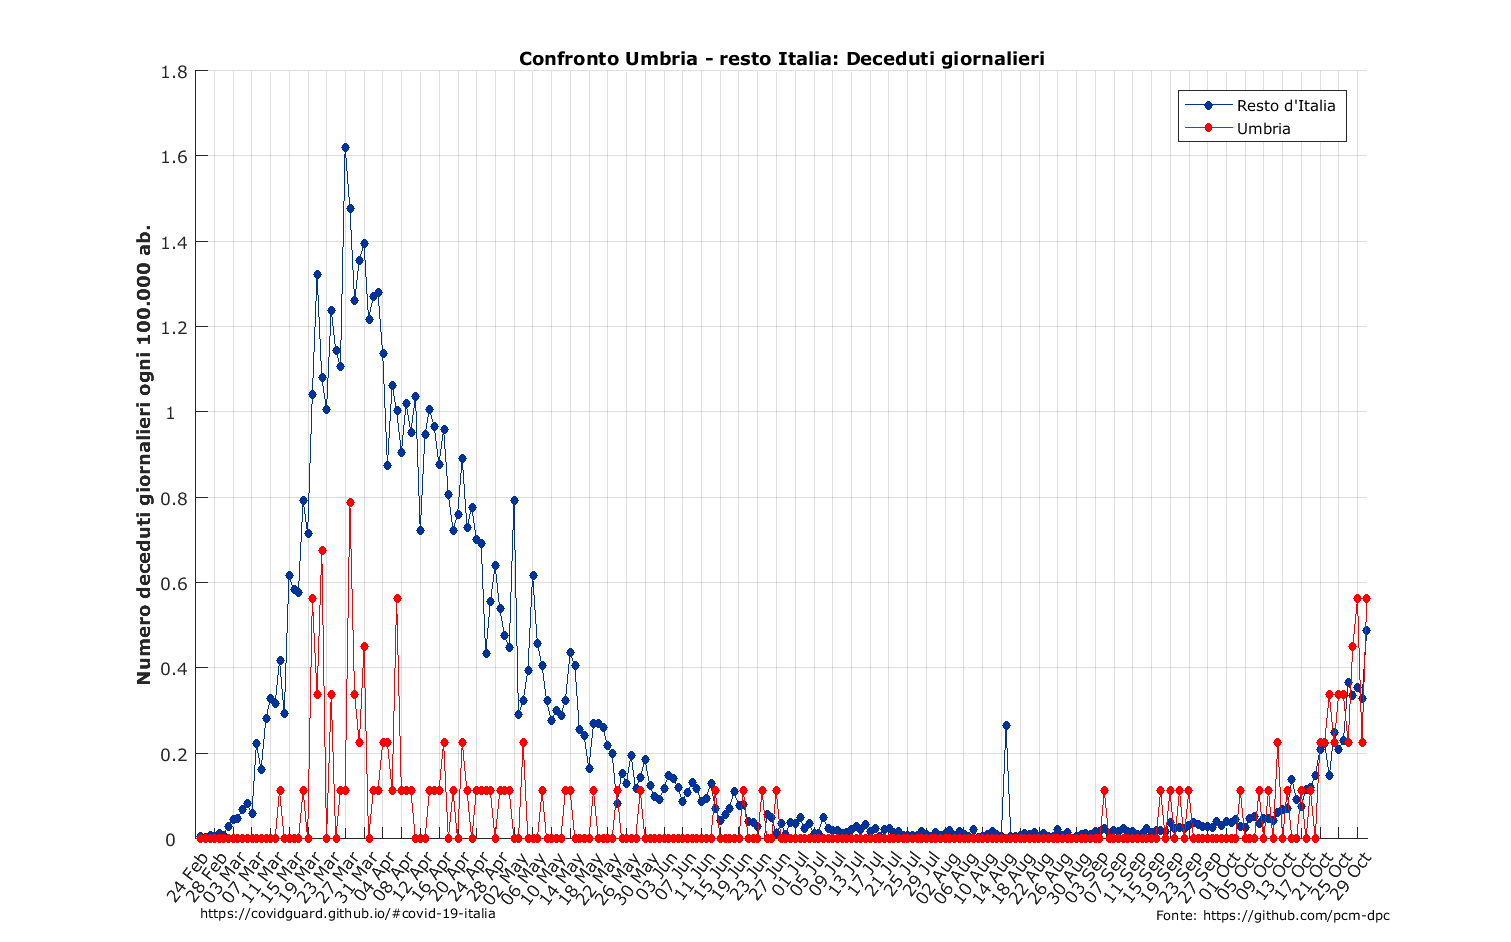 Confronto Umbria - resto Italia: Deceduti giornalieri
Numero deceduti giornalieri ogni 100.000 ab.
1.8
1.6
1.4
1.2
1
0.8
0.6
0.4
0.2
0
Resto d'Italia
Umbria
24 Feb
28 Feb
03 Mar
07 Mar
11 Mar
15 Mar
19 Mar
23 Mar
27 Mar
31 Mar
04 Apr
08 Apr
12 Apr
16 Apr
20 Apr
24 Apr
28 Apr
02 May
06 May
10 May
14 May
18 May
22 May
26 May
30 May
03 Jun
07 Jun
11 Jun
15 Jun
19 Jun
23 Jun
27 Jun
01 Jul
05 Jul
09 Jul
13 Jul
17 Jul
21 Jul
25 Jul
29 Jul
02 Aug
06 Aug
10 Aug
14 Aug
18 Aug
22 Aug
26 Aug
30 Aug
03 Sep
07 Sep
11 Sep
15 Sep
19 Sep
23 Sep
27 Sep
01 Oct
05 Oct
09 Oct
13 Oct
17 Oct
21 Oct
25 Oct
29 Oct
https://covidguard.github.io/#covid-19-italia
Fonte: https://github.com/pcm-dpc